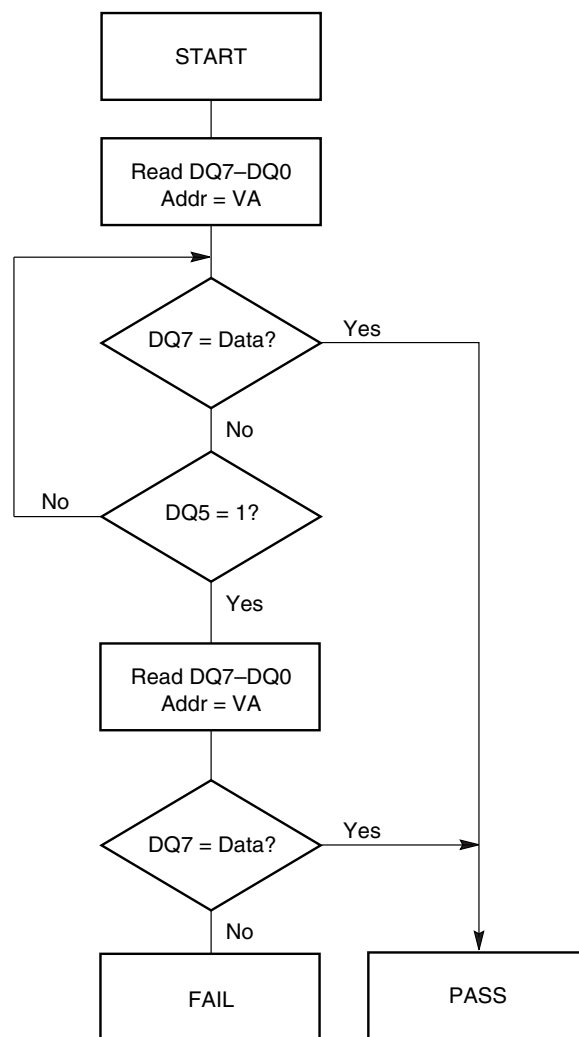 START
Read DQ7–DQ0
Addr = VA
DQ7 = Data?
Yes
No
No
DQ5 = 1?
Yes
Read DQ7–DQ0
Addr = VA
DQ7 = Data?
Yes
No
FAIL
PASS